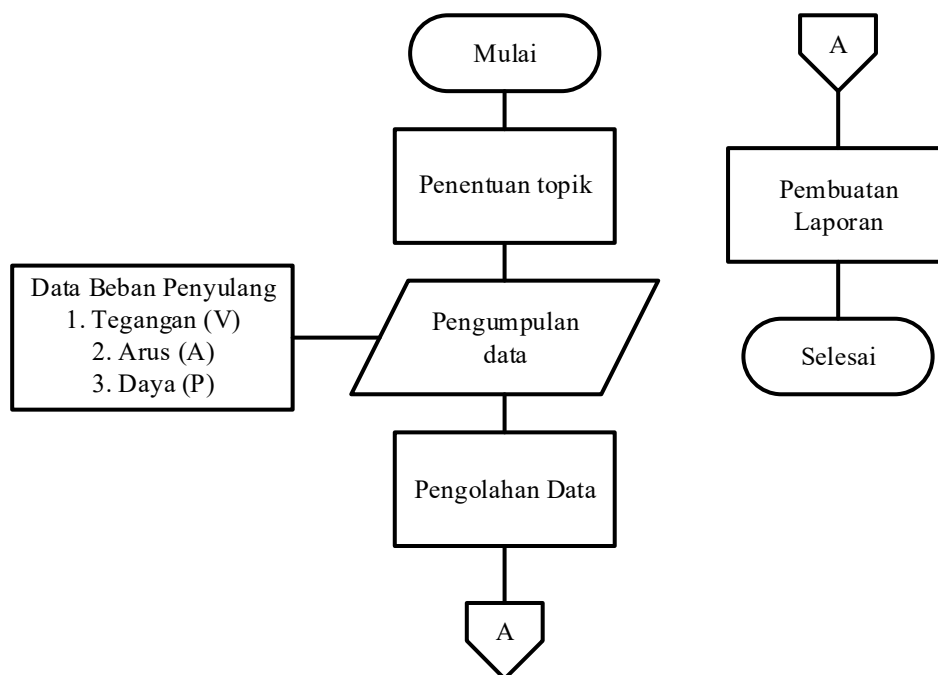 Mulai
Penentuan topik
Data Beban Penyulang
1. Tegangan (V)
2. Arus (A)
3. Daya (P)
Pengumpulan
data
Pengolahan Data
A
A
Pembuatan
Laporan
Selesai